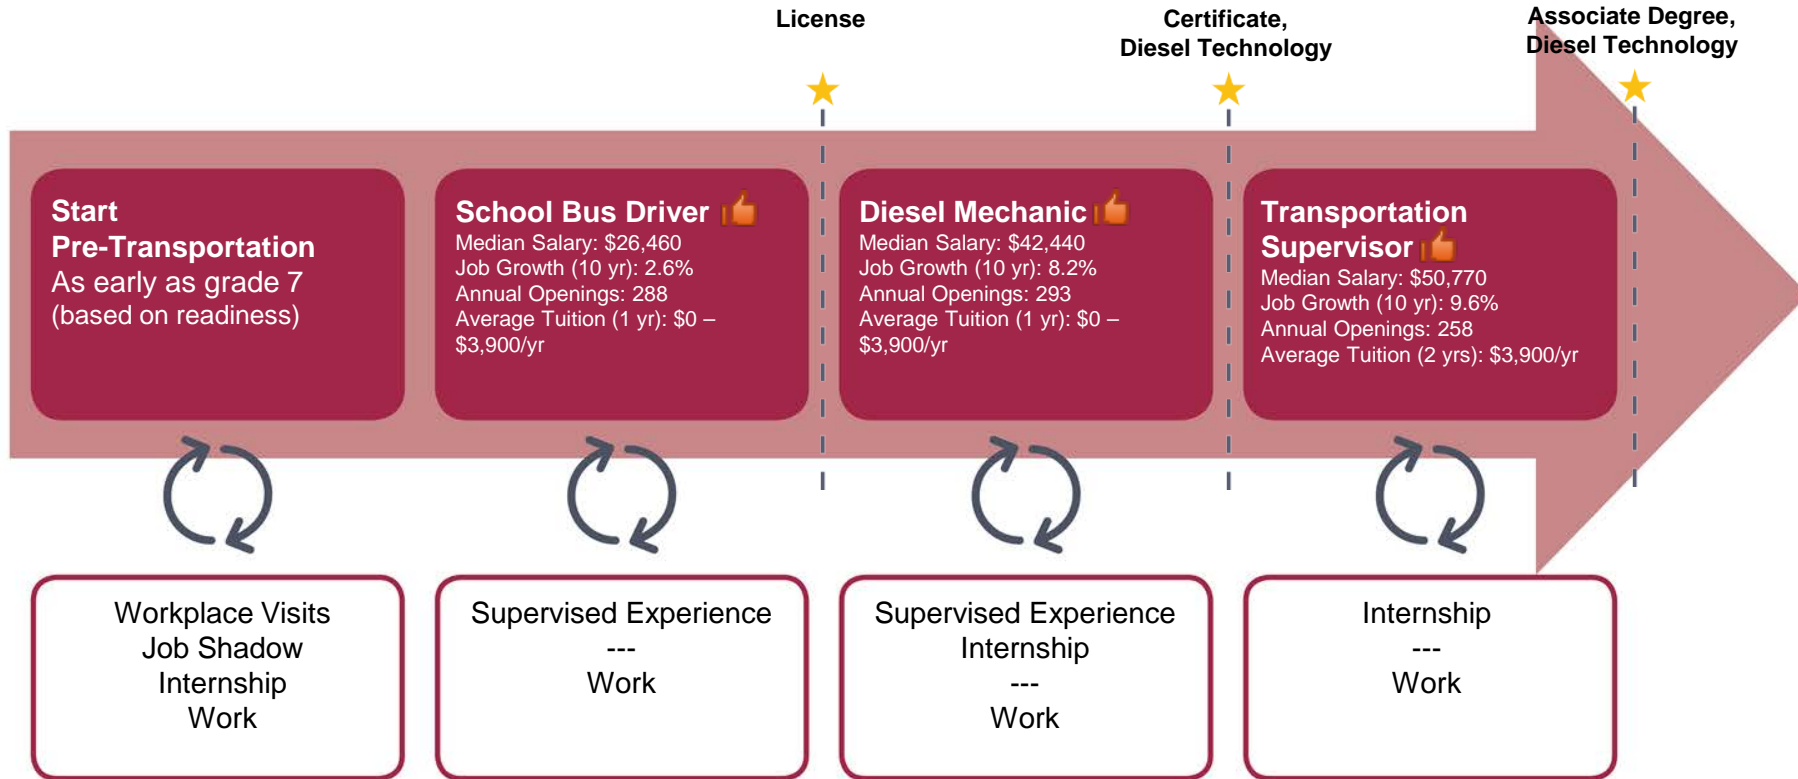 License
Certificate,
Diesel Technology
Associate Degree,
Diesel Technology
Start
Pre-Transportation
As early as grade 7
(based on readiness)
School Bus Driver
Median Salary: $26,460
Job Growth (10 yr): 2.6%
Annual Openings: 288
Average Tuition (1 yr): $0 –
$3,900/yr
Diesel Mechanic
Median Salary: $42,440
Job Growth (10 yr): 8.2%
Annual Openings: 293
Average Tuition (1 yr): $0 –
$3,900/yr
Transportation
Supervisor
Median Salary: $50,770
Job Growth (10 yr): 9.6%
Annual Openings: 258
Average Tuition (2 yrs): $3,900/yr
Workplace Visits
Job Shadow
Internship
Work
Supervised Experience
---
Work
Supervised Experience
Internship
---
Work
Internship
---
Work